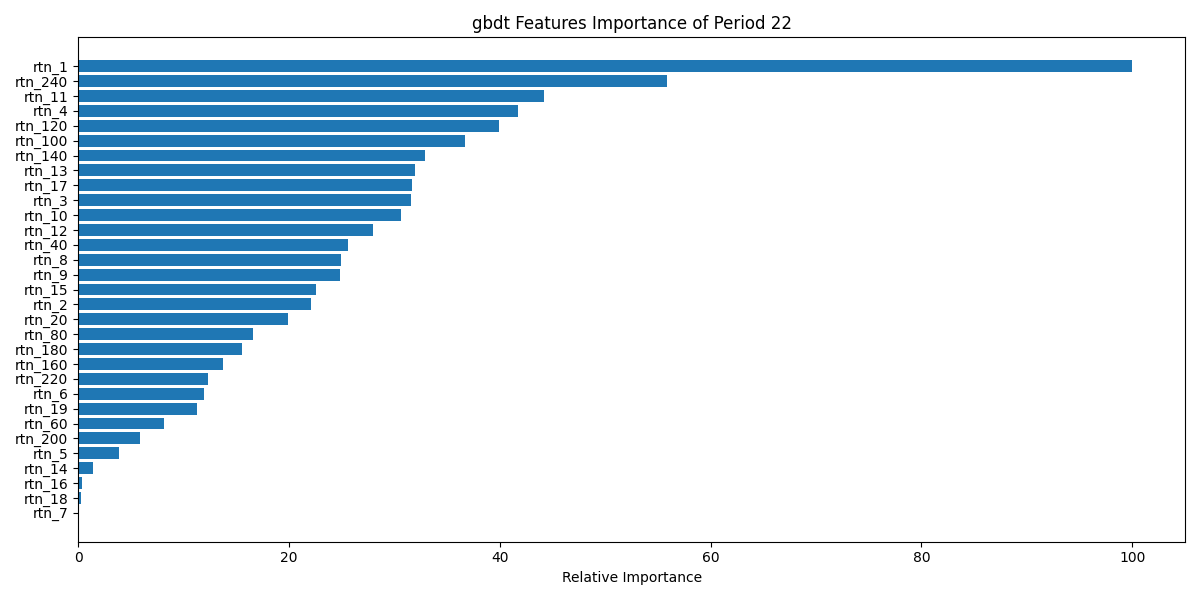 gbdt Features Importance of Period 22
rtn_1
rtn_240
rtn_11
rtn_4
rtn_120
rtn_100
rtn_140
rtn_13
rtn_17
rtn_3
rtn_10
rtn_12
rtn_40
rtn_8
rtn_9
rtn_15
rtn_2
rtn_20
rtn_80
rtn_180
rtn_160
rtn_220
rtn_6
rtn_19
rtn_60
rtn_200
rtn_5
rtn_14
rtn_16
rtn_18
rtn_7
0 20 40 60 80 100
Relative Importance